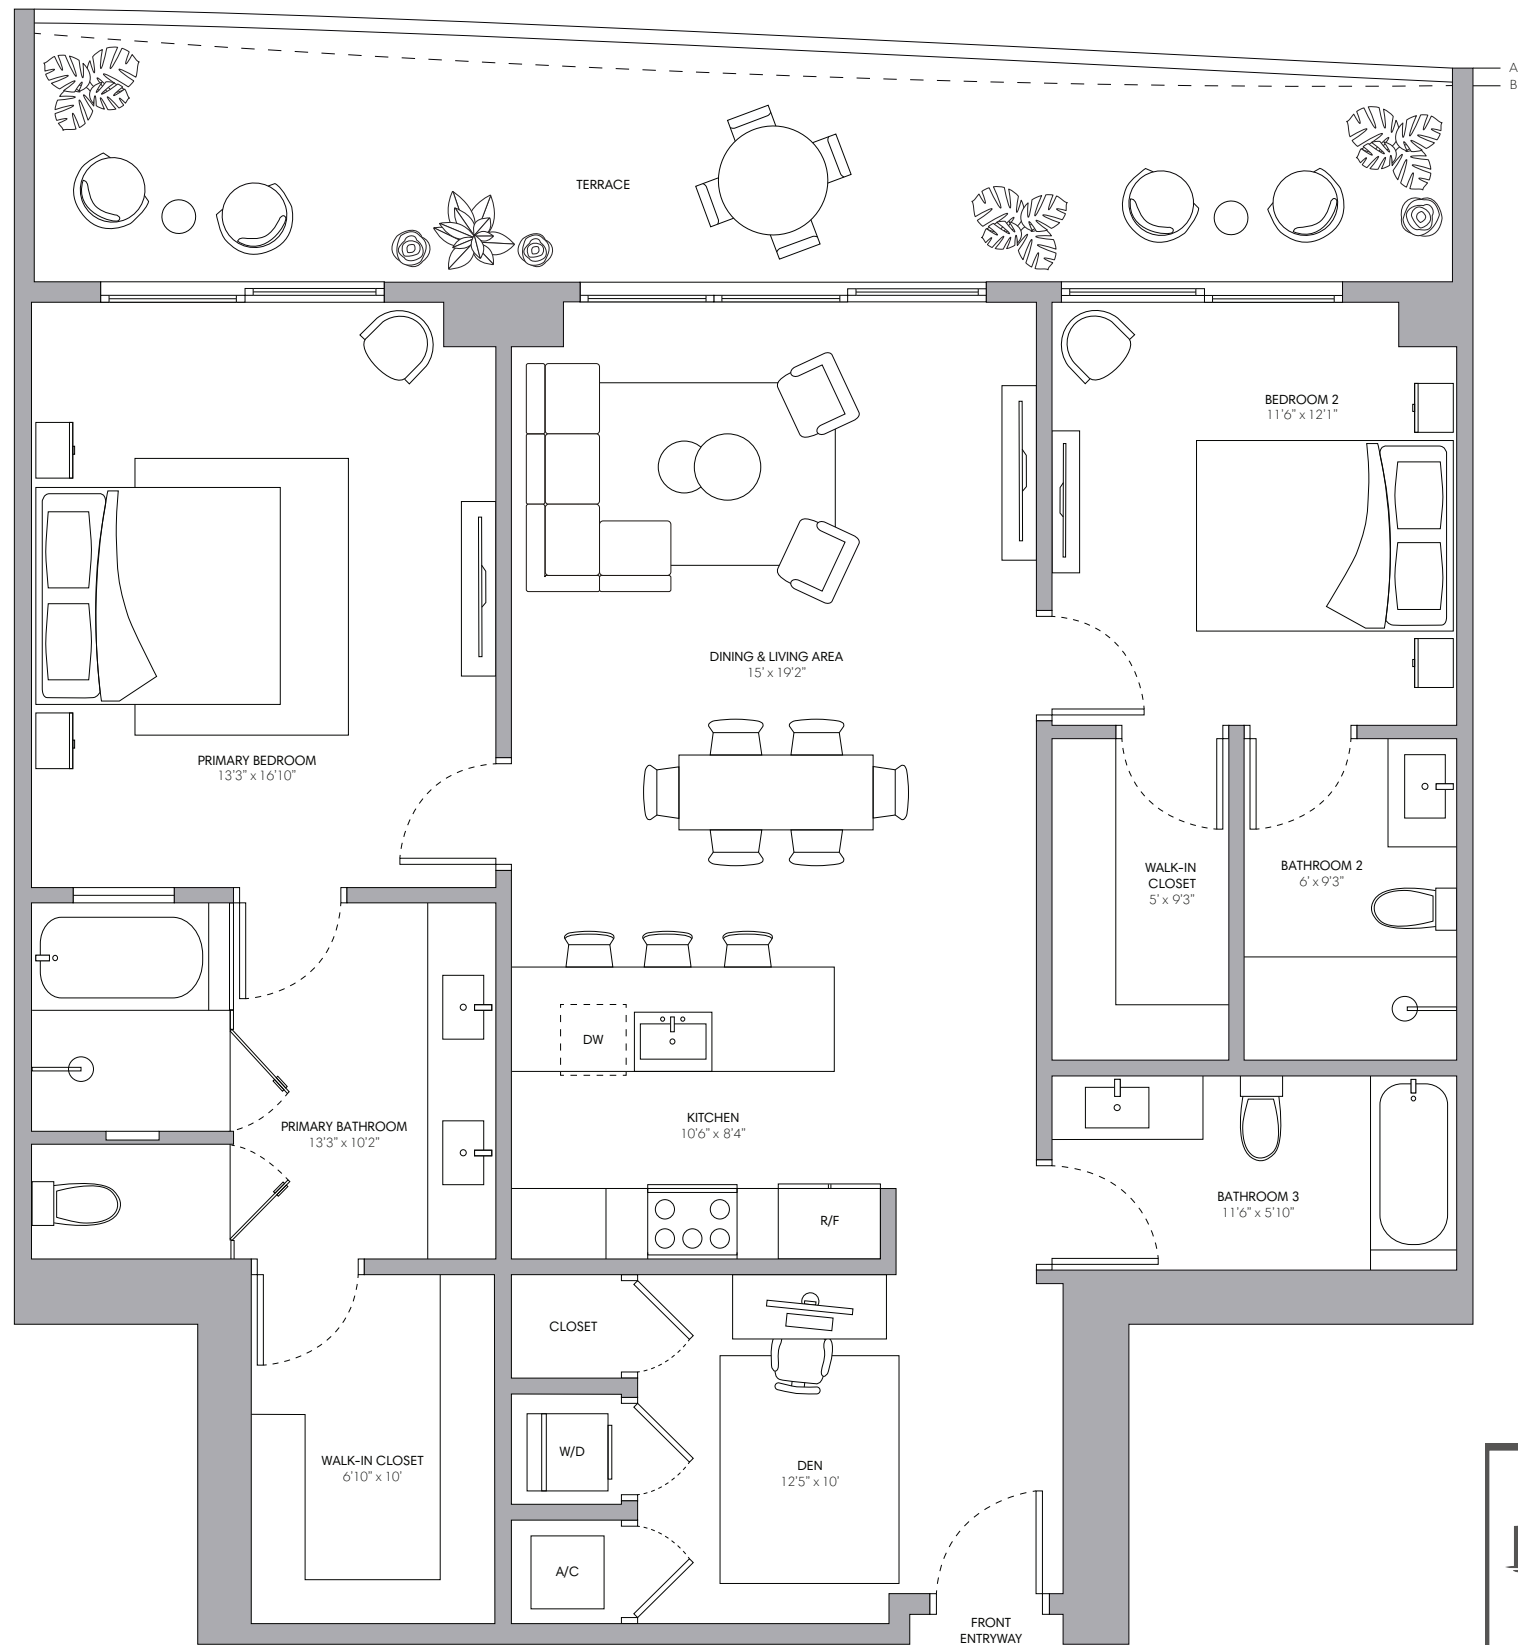 A
B
TERRACE
BEDROOM 2
11'6" x 12'1"
DINING & LIVING AREA
15' x 19'2"
PRIMARY BEDROOM
13'3" x 16'10"
WALK-IN
CLOSET
5' x 9'3"
BATHROOM 2
6' x 9'3"
DW
KITCHEN
10'6" x 8'4"
PRIMARY BATHROOM
13'3" x 10'2"
BATHROOM 3
11'6" x 5'10"
R/F
CLOSET
W/D
WALK-IN CLOSET
6'10" x 10'
DEN
12'5" x 10'
A/C
FRONT
ENTRYWAY